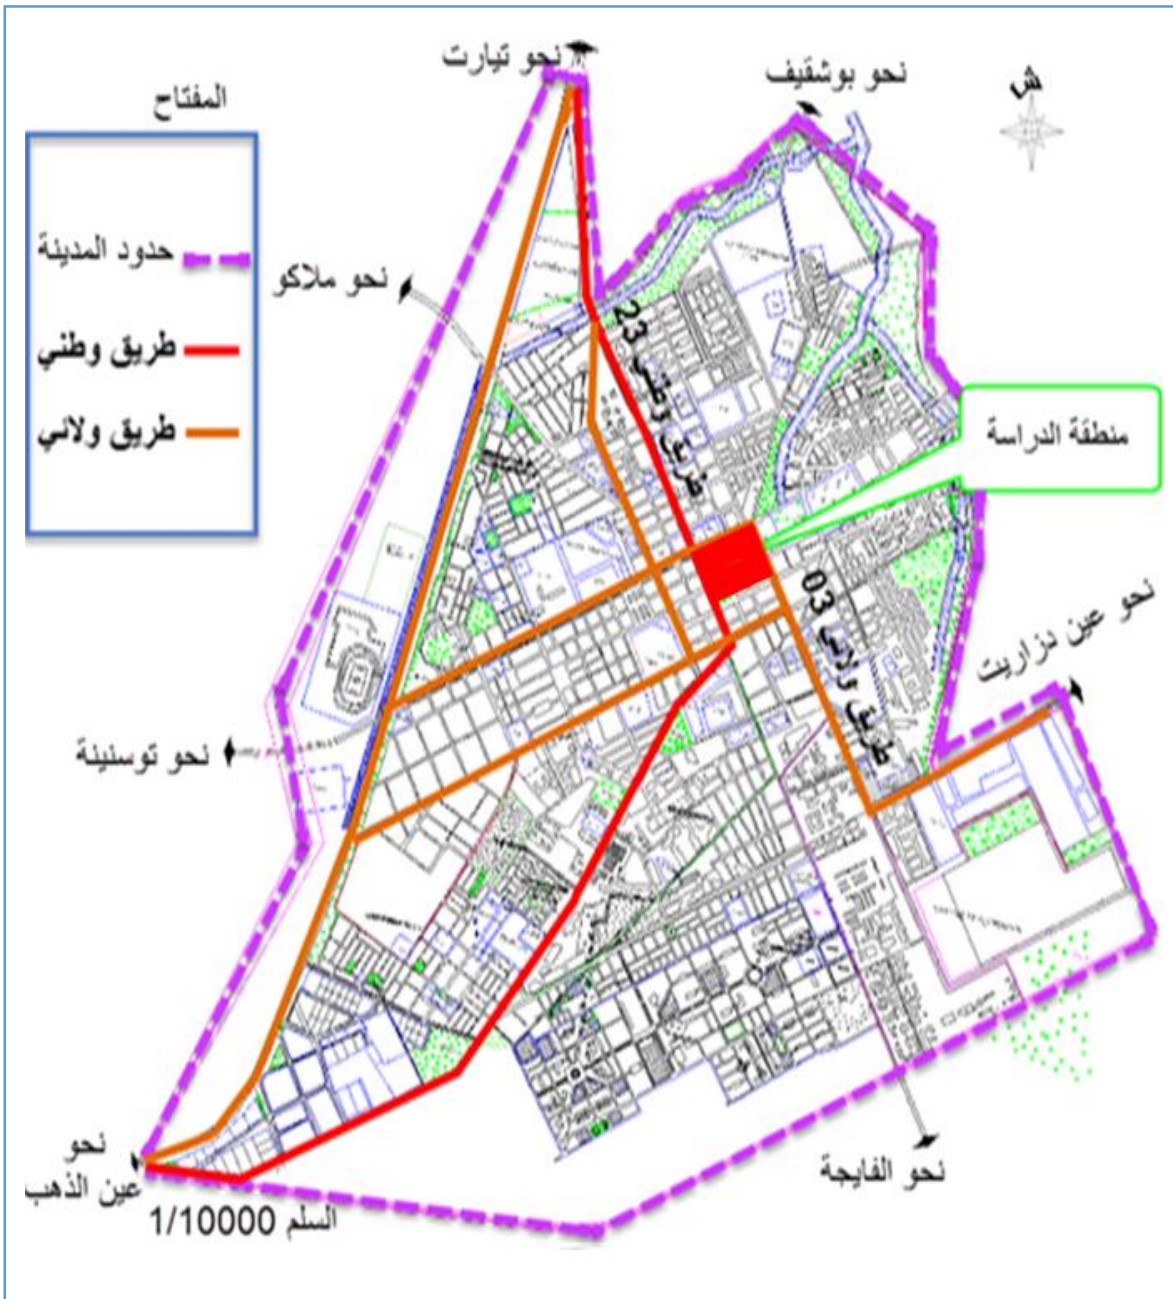 نحو تيارت
نحو بوشقيف
ش
المفتاح
حدود المدينة
طريق وطني
طريق ولائي
نحو ملاكو
طريق وطني 23
منطقة الدراسة
طريق ولائي 03
نحو عين دزاريت
نحو توسنينة
نحو الفايجة
نحو
عين الذهب
السلم 1/10000